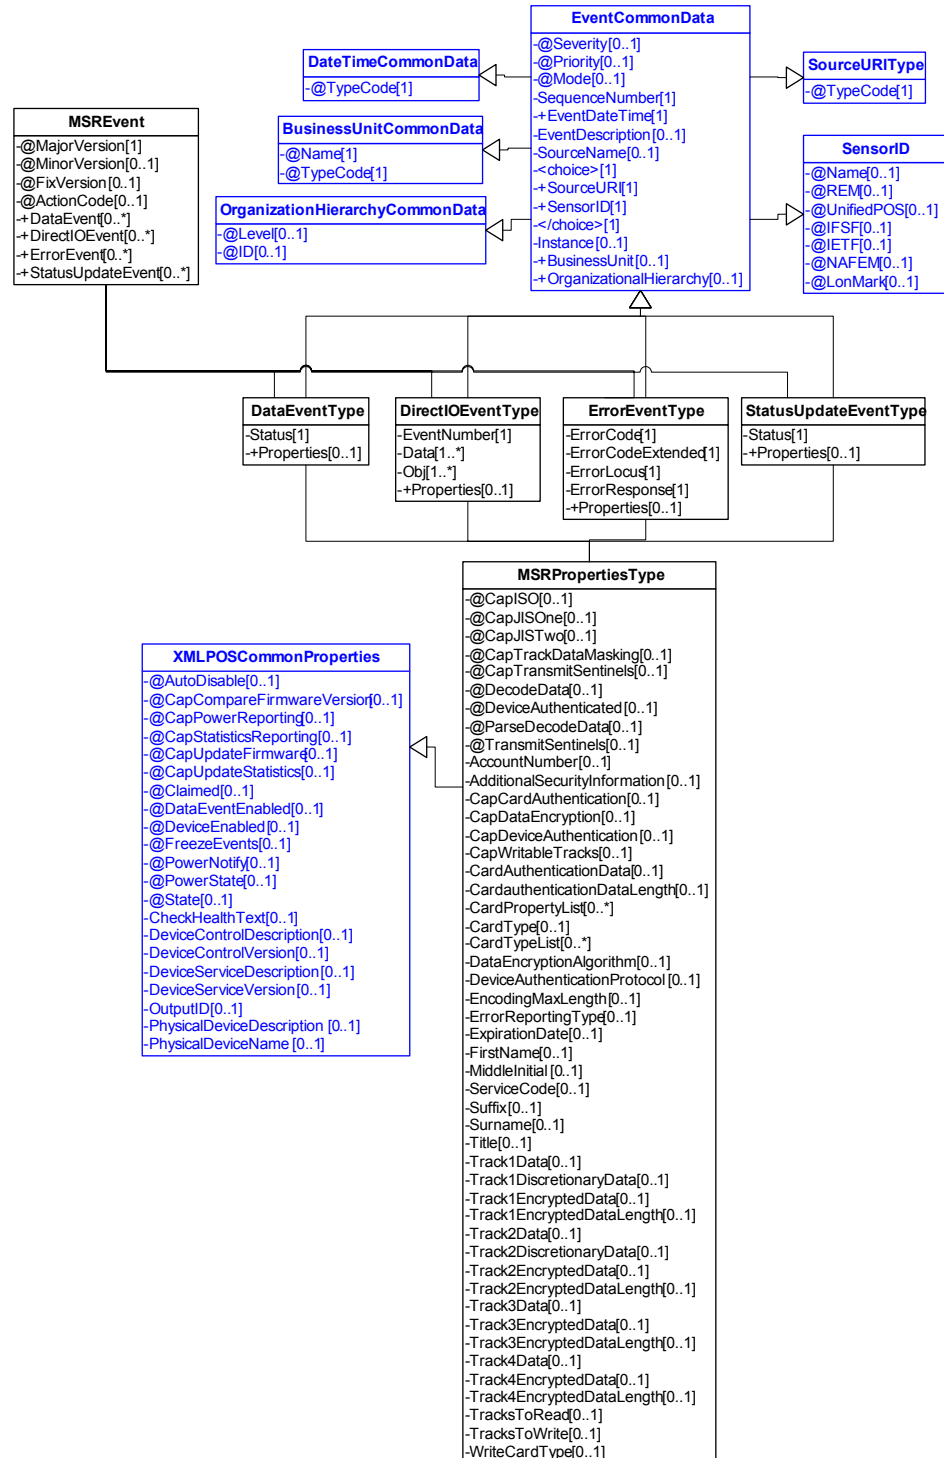 EventCommonData
-@Severity[0..1]
-@Priority[0..1]
-@Mode[0..1]
-SequenceNumber[1]
-+EventDateTime[1]
-EventDescription[0..1]
-SourceName[0..1]
-<choice>[1]
-+SourceURI[1]
-+SensorID[1]
-</choice>[1]
-Instance[0..1]
-+BusinessUnit[0..1]
-+OrganizationalHierarchy[0..1]
DateTimeCommonData
-@TypeCode[1]
SourceURIType
-@TypeCode[1]
MSREvent
-@MajorVersion[1]
-@MinorVersion[0..1]
-@FixVersion[0..1]
-@ActionCode[0..1]
-+DataEvent[0..*]
-+DirectIOEvent[0..*]
-+ErrorEvent[0..*]
-+StatusUpdateEvent[0..*]
BusinessUnitCommonData
-@Name[1]
-@TypeCode[1]
SensorID
-@Name[0..1]
-@REM[0..1]
-@UnifiedPOS[0..1]
-@IFSF[0..1]
-@IETF[0..1]
-@NAFEM[0..1]
-@LonMark[0..1]
OrganizationHierarchyCommonData
-@Level[0..1]
-@ID[0..1]
DataEventType
-Status[1]
-+Properties[0..1]
DirectIOEventType
-EventNumber[1]
-Data[1..*]
-Obj[1..*]
-+Properties[0..1]
ErrorEventType
-ErrorCode[1]
-ErrorCodeExtended[1]
-ErrorLocus[1]
-ErrorResponse[1]
-+Properties[0..1]
StatusUpdateEventType
-Status[1]
-+Properties[0..1]
MSRPropertiesType
-@CapISO[0..1]
-@CapJISOne[0..1]
-@CapJISTwo[0..1]
-@CapTrackDataMasking[0..1]
-@CapTransmitSentinels[0..1]
-@DecodeData[0..1]
-@DeviceAuthenticated[0..1]
-@ParseDecodeData[0..1]
-@TransmitSentinels[0..1]
-AccountNumber[0..1]
-AdditionalSecurityInformation[0..1]
-CapCardAuthentication[0..1]
-CapDataEncryption[0..1]
-CapDeviceAuthentication[0..1]
-CapWritableTracks[0..1]
-CardAuthenticationData[0..1]
-CardauthenticationDataLength[0..1]
-CardPropertyList[0..*]
-CardType[0..1]
-CardTypeList[0..*]
-DataEncryptionAlgorithm[0..1]
-DeviceAuthenticationProtocol[0..1]
-EncodingMaxLength[0..1]
-ErrorReportingType[0..1]
-ExpirationDate[0..1]
-FirstName[0..1]
-MiddleInitial[0..1]
-ServiceCode[0..1]
-Suffix[0..1]
-Surname[0..1]
-Title[0..1]
-Track1Data[0..1]
-Track1DiscretionaryData[0..1]
-Track1EncryptedData[0..1]
-Track1EncryptedDataLength[0..1]
-Track2Data[0..1]
-Track2DiscretionaryData[0..1]
-Track2EncryptedData[0..1]
-Track2EncryptedDataLength[0..1]
-Track3Data[0..1]
-Track3EncryptedData[0..1]
-Track3EncryptedDataLength[0..1]
-Track4Data[0..1]
-Track4EncryptedData[0..1]
-Track4EncryptedDataLength[0..1]
-TracksToRead[0..1]
-TracksToWrite[0..1]
-WriteCardType[0..1]
XMLPOSCommonProperties
-@AutoDisable[0..1]
-@CapCompareFirmwareVersion[0..1]
-@CapPowerReporting[0..1]
-@CapStatisticsReporting[0..1]
-@CapUpdateFirmware[0..1]
-@CapUpdateStatistics[0..1]
-@Claimed[0..1]
-@DataEventEnabled[0..1]
-@DeviceEnabled[0..1]
-@FreezeEvents[0..1]
-@PowerNotify[0..1]
-@PowerState[0..1]
-@State[0..1]
-CheckHealthText[0..1]
-DeviceControlDescription[0..1]
-DeviceControlVersion[0..1]
-DeviceServiceDescription[0..1]
-DeviceServiceVersion[0..1]
-OutputID[0..1]
-PhysicalDeviceDescription [0..1]
-PhysicalDeviceName[0..1]